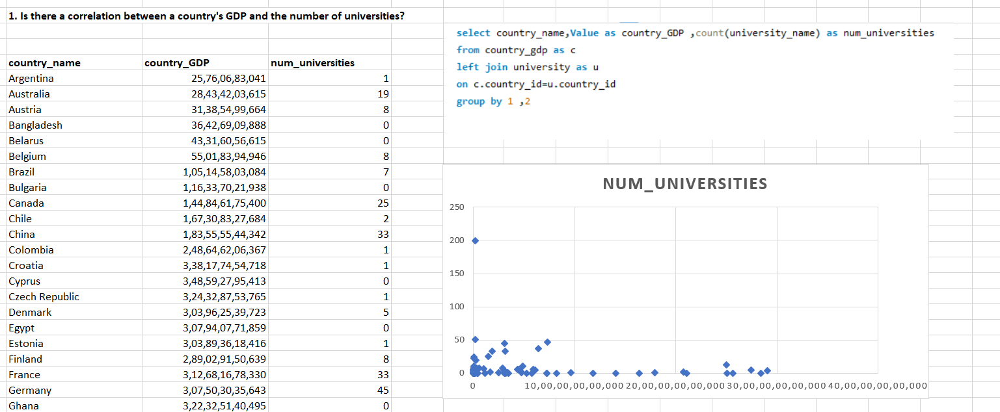 1. Is there a correlation between a country's GDP and the number of universities?
select country_name,Value as country_GDP ,count(university_name) as num_universities
from country_gdp as c
left join university as u
on c.country_id=u.country_id
group by 1 ,2
country_name country_GDP num_universities
Argentina 25,76,06,83,041 1
Australia 28,43,42,03,615 19
Austria 31,38,54,99,664 8
Bangladesh 36,42,69,09,888 0
Belarus 43,31,60,56,615 0
Belgium 55,01,83,94,946 8
Brazil 1,05,14,58,03,084 7
Bulgaria 1,16,33,70,21,938 0
Canada 1,44,84,61,75,400 25
Chile 1,67,30,83,27,684 2
China 1,83,55,55,44,342 33
Colombia 2,48,64,62,06,367 1
Croatia 3,38,17,74,54,718 1
Cyprus 3,48,59,27,95,413 0
Czech Republic 3,24,32,87,53,765 1
Denmark 3,03,96,25,39,723 5
Egypt 3,07,94,07,71,859 0
Estonia 3,03,89,36,18,416 1
Finland 2,89,02,91,50,639 8
France 3,12,68,16,78,330 33
Germany 3,07,50,30,35,643 45
Ghana 3,22,32,51,40,495 0
NUM_UNIVERSITIES
250
200
150
100
50
0
0 10,00,00,00,00,000 20,00,00,00,00,000 30,00,00,00,00,000 40,00,00,00,00,000